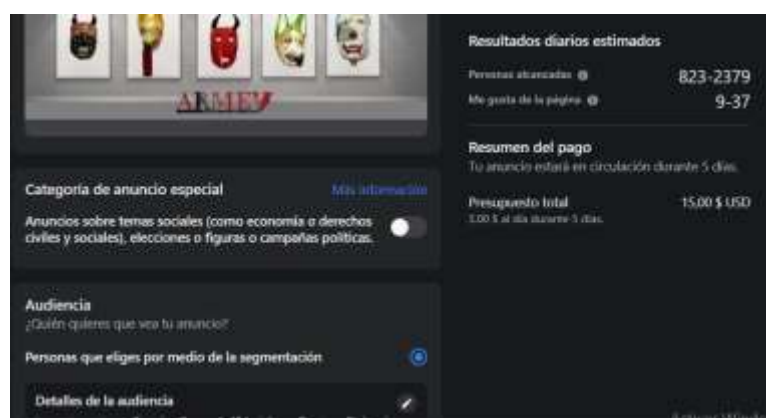 ARMEV
Categoría de anuncio especial
Más información
Anuncios sobre temas sociales (como economía o derechos
civiles y sociales), elecciones o figuras o campañas políticas.
Audiencia
¿Quién quieres que vea tu anuncio?
Personas que eliges por medio de la segmentación
Detalles de la audiencia
Resultados diarios estimados
Personas alcanzadas
823-2379
Me gusta de la página
9-37
Resumen del pago
Tu anuncio estará en circulación durante 5 días.
Presupuesto total
15,00 $ USD
3,00 $ al día durante 5 días.